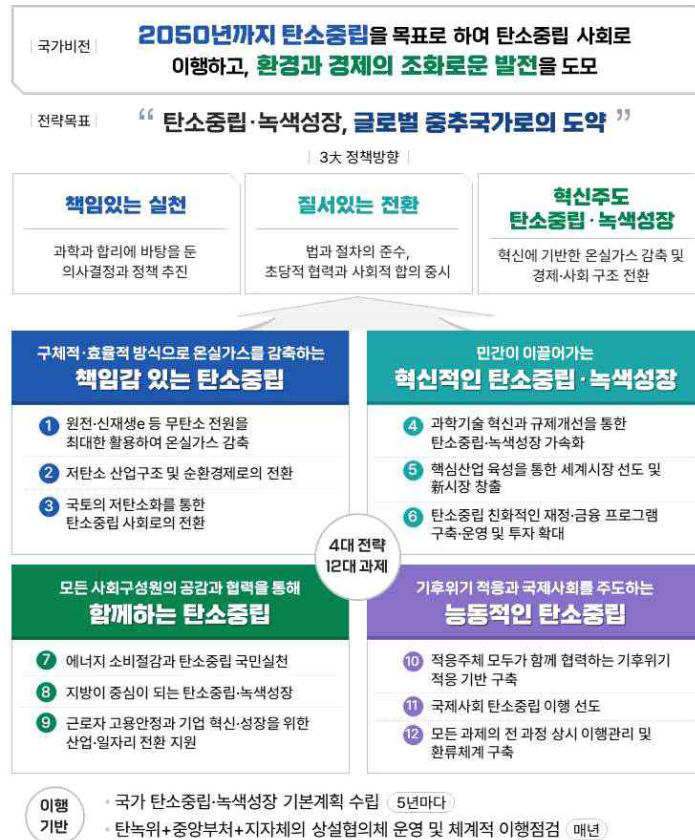 국가비전
2050년까지 탄소중립을 목표로 하여 탄소중립 사회로
이행하고, 환경과 경제의 조화로운 발전을 도모
전략목표
“ 탄소중립·녹색성장, 글로벌 중추국가로의 도약 ”
3大 정책방향
책임있는 실천
과학과 합리에 바탕을 둔
의사결정과 정책 추진
질서있는 전환
법과 절차의 준수,
초당적 협력과 사회적 합의 중시
혁신주도
탄소중립·녹색성장
혁신에 기반한 온실가스 감축 및
경제·사회 구조 전환
구체적·효율적 방식으로 온실가스를 감축하는
책임감 있는 탄소중립
1 원전·신재생e 등 무탄소 전원을
최대한 활용하여 온실가스 감축
2 저탄소 산업구조 및 순환경제로의 전환
3 국토의 저탄소화를 통한
탄소중립 사회로의 전환
민간이 이끌어가는
혁신적인 탄소중립·녹색성장
4 과학기술 혁신과 규제개선을 통한
탄소중립·녹색성장 가속화
5 핵심산업 육성을 통한 세계시장 선도 및
新시장 창출
6 탄소중립 친화적인 재정·금융 프로그램
구축·운영 및 투자 확대
4대 전략
12대 과제
모든 사회구성원의 공감과 협력을 통해
함께하는 탄소중립
7 에너지 소비절감과 탄소중립 국민실천
8 지방이 중심이 되는 탄소중립·녹색성장
9 근로자 고용안정과 기업 혁신·성장을 위한
산업·일자리 전환 지원
기후위기 적응과 국제사회를 주도하는
능동적인 탄소중립
10 적응주체 모두가 함께 협력하는 기후위기
적응 기반 구축
11 국제사회 탄소중립 이행 선도
12 모든 과제의 전 과정 상시 이행관리 및
환류체계 구축
이행
기반
· 국가 탄소중립·녹색성장 기본계획 수립 5년마다
· 탄녹위+중앙부처+지자체의 상설협의체 운영 및 체계적 이행점검 매년